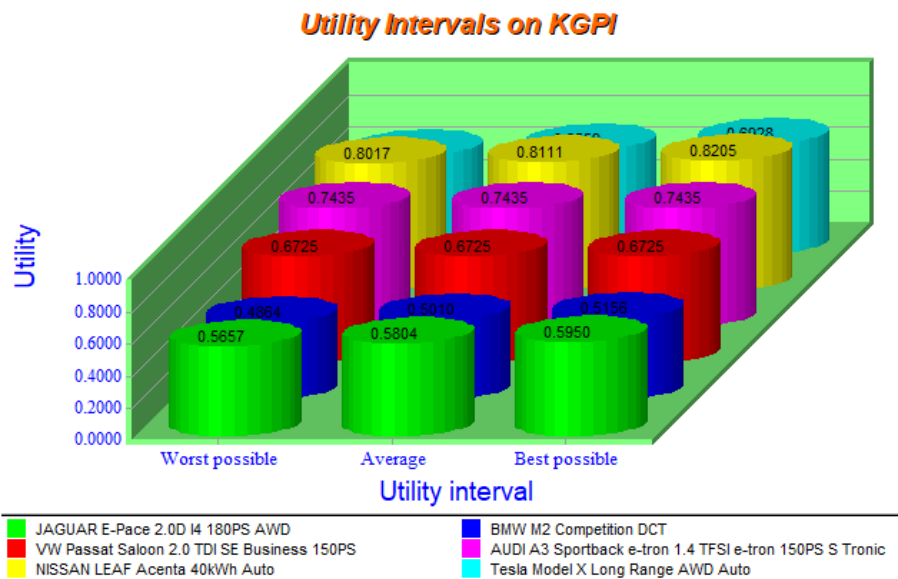 Utility Intervals on KGPI
0.6928
0.8017 0.8111 0.8205
0.7435 0.7435 0.7435
0.6725 0.6725 0.6725
0.4864 0.5010 0.5156
0.5657 0.5804 0.5950
Utility
1.0000
0.8000
0.6000
0.4000
0.2000
0.0000
Worst possible Average Best possible
Utility interval
JAGUAR E-Pace 2.0D I4 180PS AWD BMW M2 Competition DCT
VW Passat Saloon 2.0 TDI SE Business 150PS AUDI A3 Sportback e-tron 1.4 TFSI e-tron 150PS S Tronic
NISSAN LEAF Acenta 40kWh Auto Tesla Model X Long Range AWD Auto